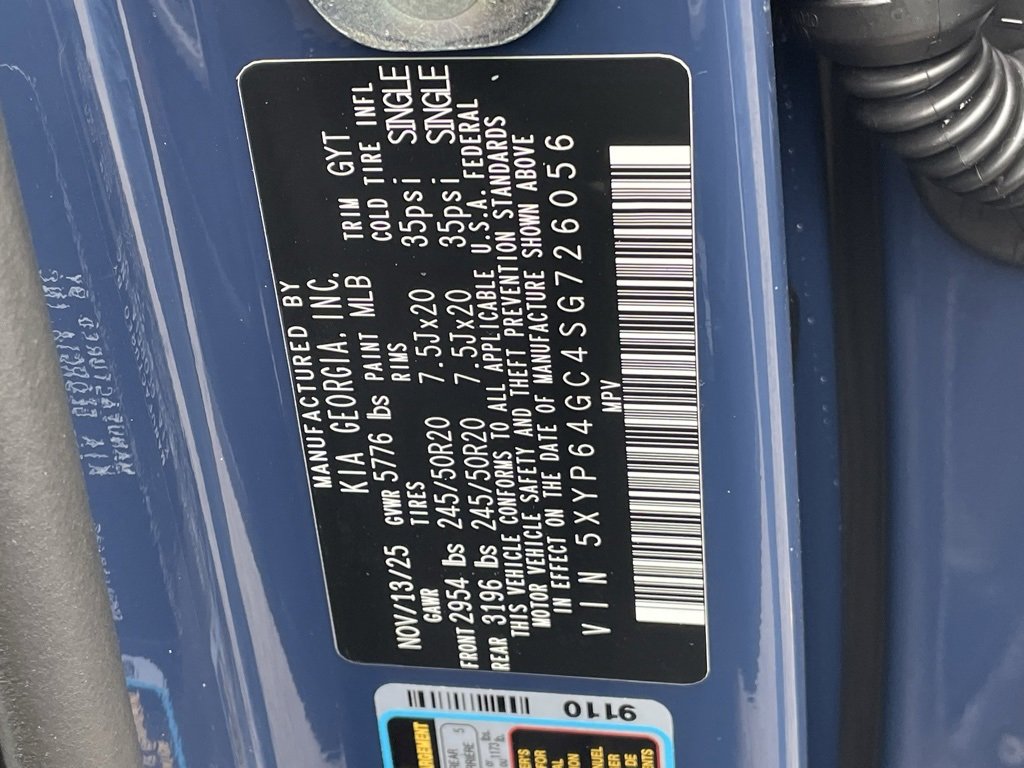 MANUFACTURED BY
KIA GEORGIA, INC.
NOV/13/25 GVWR 5776 lbs PAINT MLB TRIM GYT
GAWR TIRES RIMS COLD TIRE INFL
FRONT 2954 lbs 245/50R20 7.5Jx20 35psi SINGLE
REAR 3196 lbs 245/50R20 7.5Jx20 35psi SINGLE
THIS VEHICLE CONFORMS TO ALL APPLICABLE U.S.A. FEDERAL
MOTOR VEHICLE SAFETY AND THEFT PREVENTION STANDARDS
IN EFFECT ON THE DATE OF MANUFACTURE SHOWN ABOVE
VIN 5XYP64GC4SG726056
MPV
9110